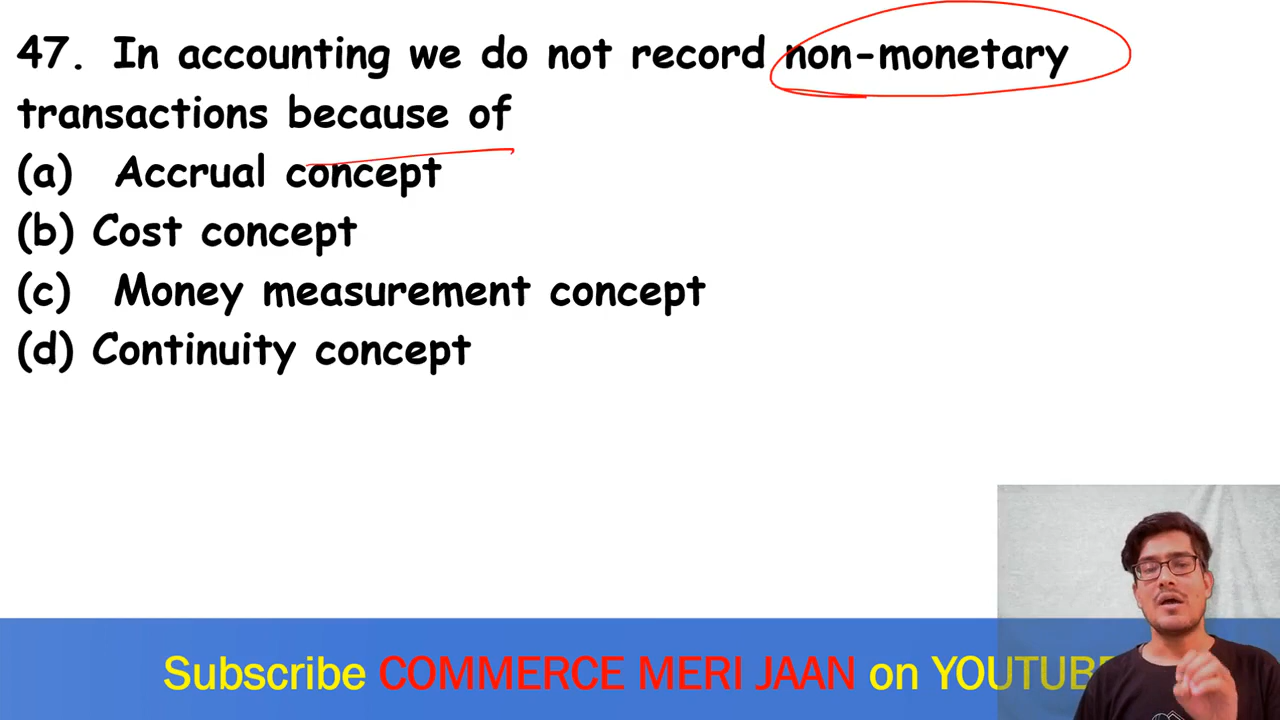 47. In accounting we do not record non-monetary
transactions because of
(a) Accrual concept
(b) Cost concept
(c) Money measurement concept
(d) Continuity concept
Subscribe COMMERCE MERI JAAN on YOUTUBE